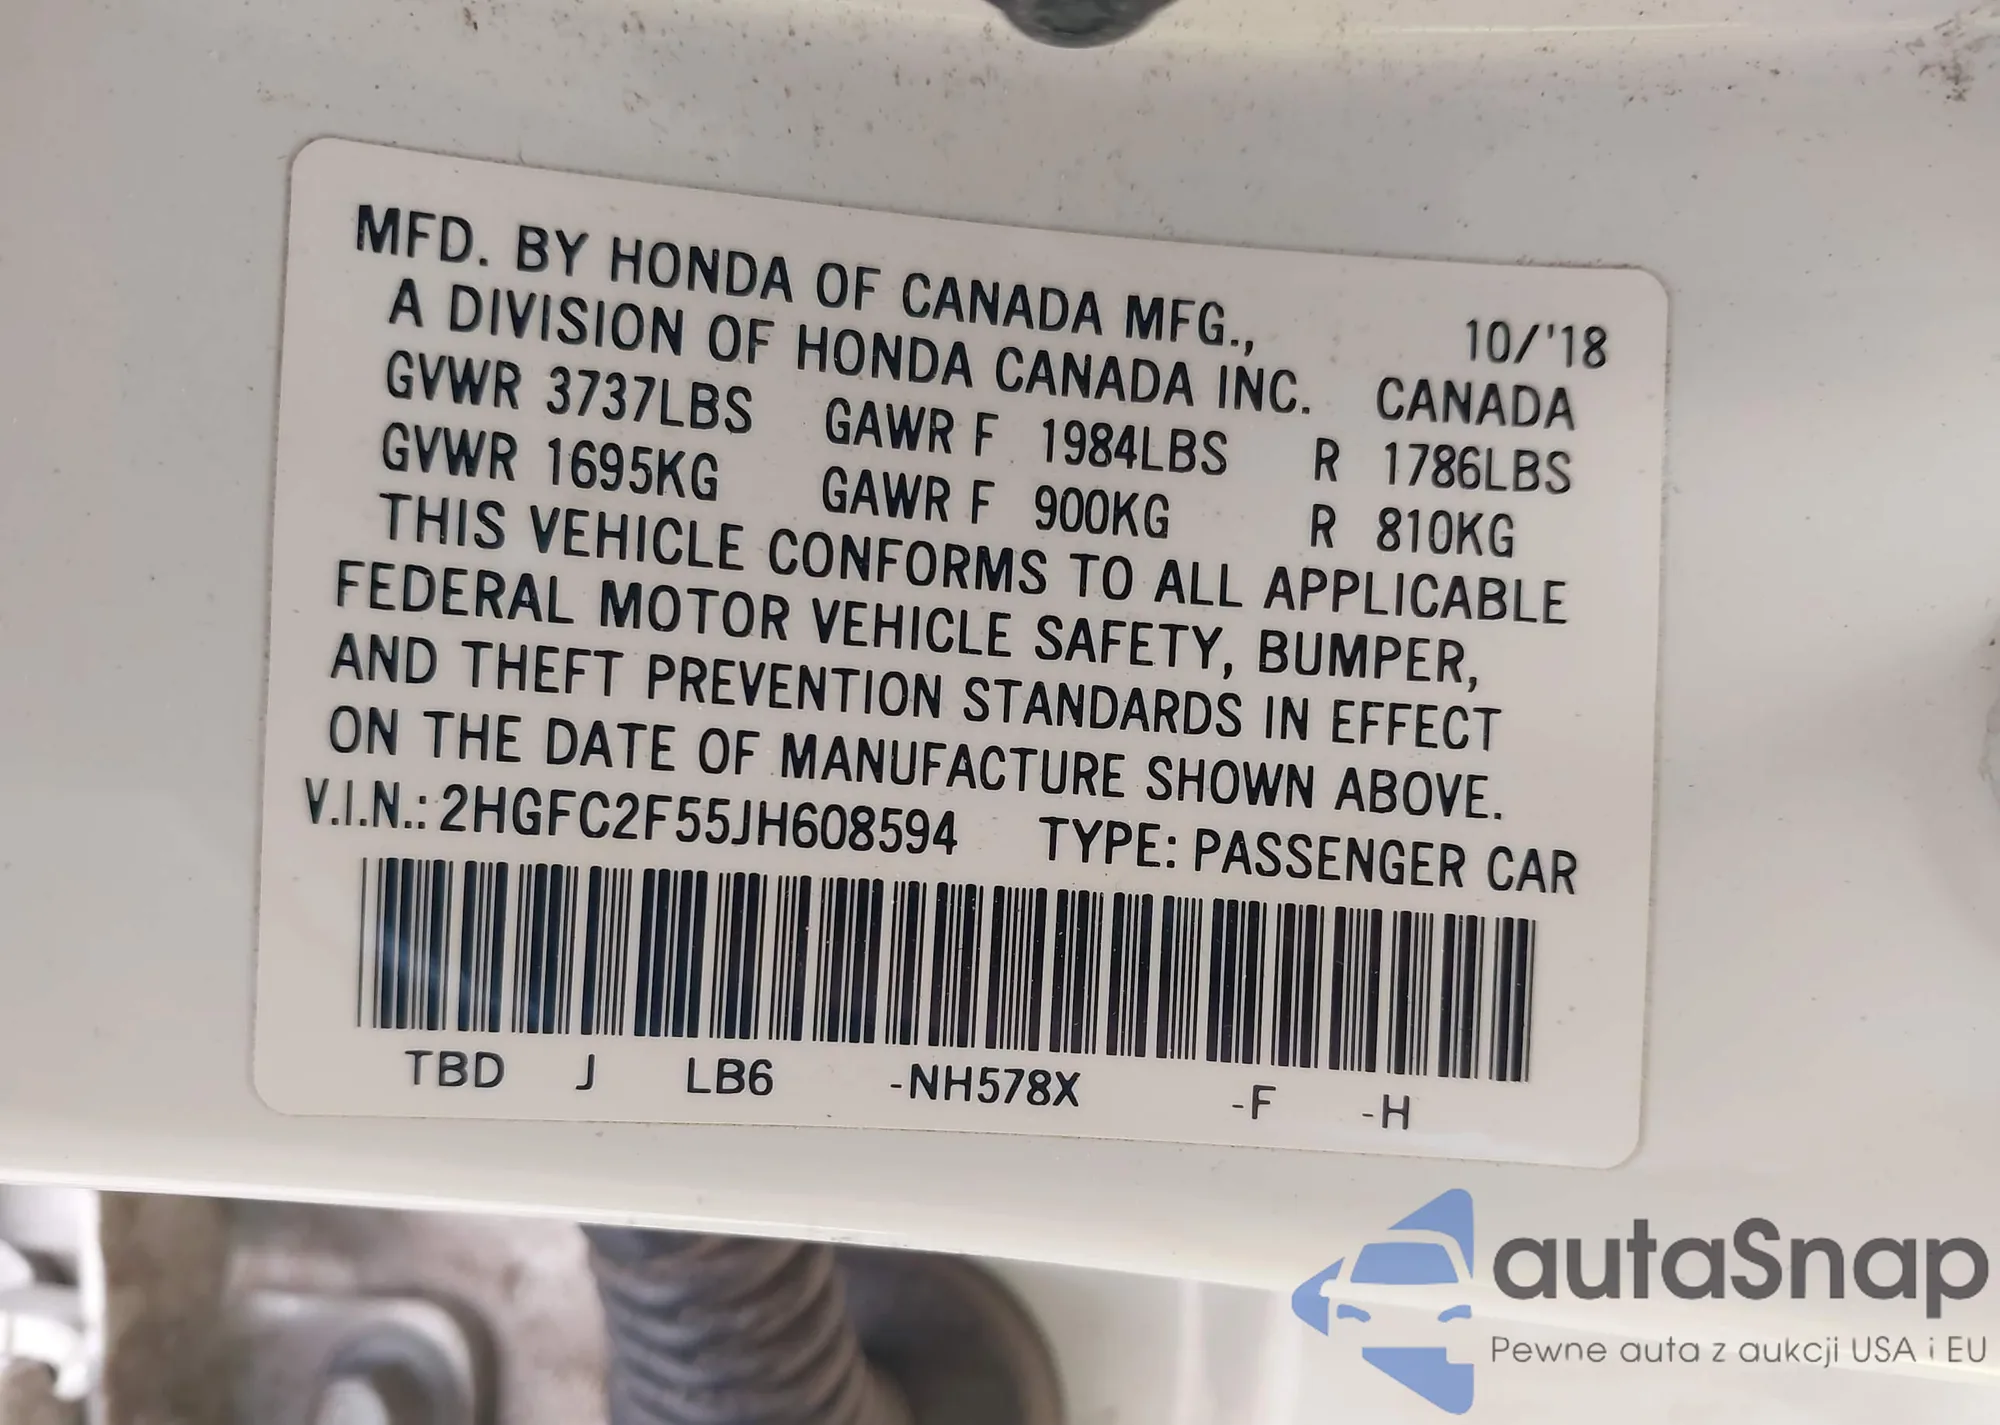 MFD. BY HONDA OF CANADA MFG., 10/'18
A DIVISION OF HONDA CANADA INC. CANADA
GVWR 3737LBS GAWR F 1984LBS R 1786LBS
GVWR 1695KG GAWR F 900KG R 810KG
THIS VEHICLE CONFORMS TO ALL APPLICABLE
FEDERAL MOTOR VEHICLE SAFETY, BUMPER,
AND THEFT PREVENTION STANDARDS IN EFFECT
ON THE DATE OF MANUFACTURE SHOWN ABOVE.
V.I.N.: 2HGFC2F55JH608594 TYPE: PASSENGER CAR
TBD J LB6 -NH578X -F -H
autaSnap
Pewne auta z aukcji USA i EU